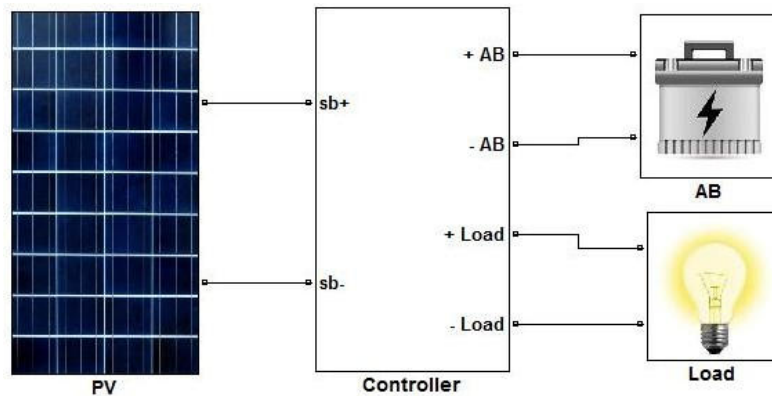 sb+
sb-
+ AB
- AB
+ Load
- Load
PV
Controller
AB
Load